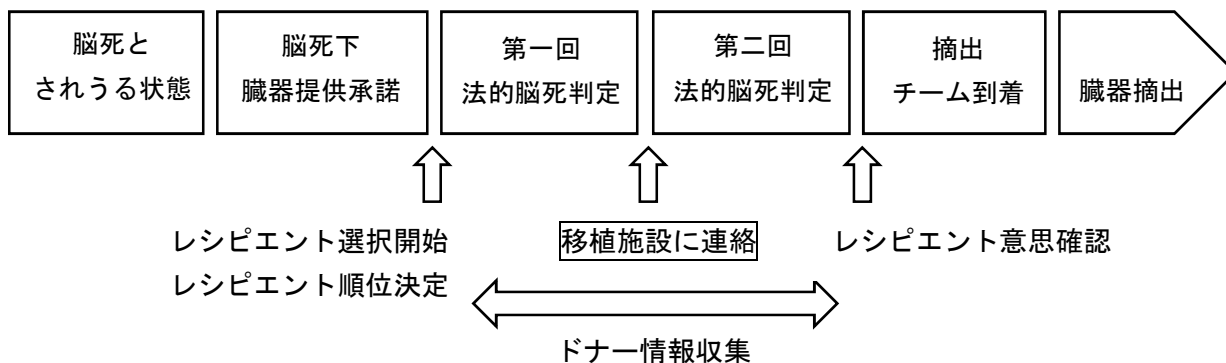 脳死と
されうる状態
脳死下
臓器提供承諾
第一回
法的脳死判定
第二回
法的脳死判定
摘出
チーム到着
臓器摘出
レシピエント選択開始
レシピエント順位決定
移植施設に連絡
レシピエント意思確認
ドナー情報収集